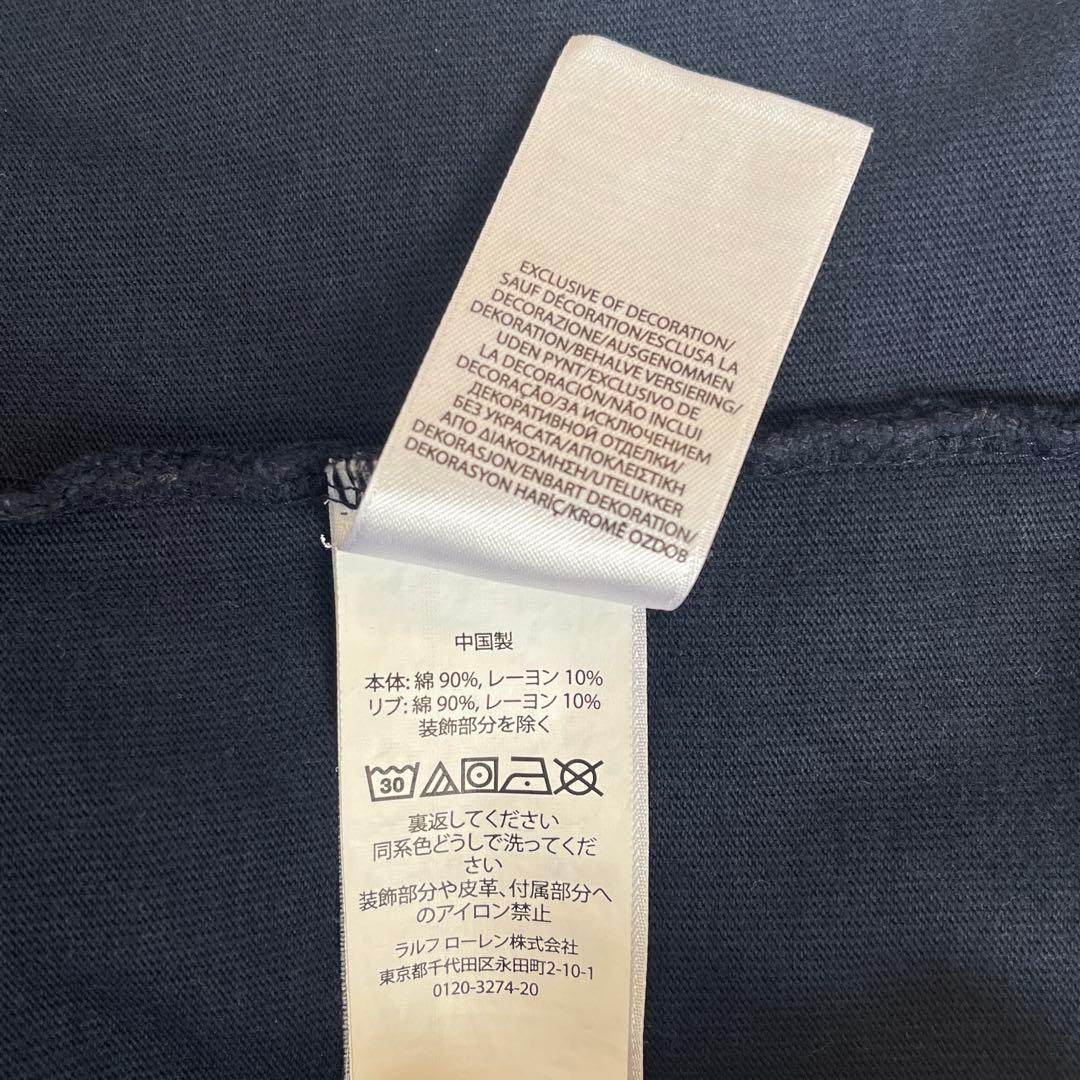 EXCLUSIVE OF DECORATION/
SAUF DÉCORATION/ESCLUSA LA
DECORAZIONE/AUSGENOMMEN
DEKORATION/BEHALVE VERSIERING/
UDEN PYNT/EXCLUSIVO DE
LA DECORACIÓN/NÃO INCLUI
DECORAÇÃO/ЗА ИСКЛЮЧЕНИЕМ
ДЕКОРАТИВНОЙ ОТДЕЛКИ/
БЕЗ УКРАСАТА/ΑΠΟΚΛΕΙΣΤΙΚΗ
ΑΠΟ ΔΙΑΚΟΣΜΗΣΗ/UTELUKKER
DEKORASJON/ENBART DEKORATION/
DEKORASYON HARİÇ/KROMĚ OZDOB
中国製
本体: 綿 90%, レーヨン 10%
リブ: 綿 90%, レーヨン 10%
装飾部分を除く
30
裏返してください
同系色どうしで洗ってくだ
さい
装飾部分や皮革、付属部分へ
のアイロン禁止
ラルフ ローレン株式会社
東京都千代田区永田町2-10-1
0120-3274-20